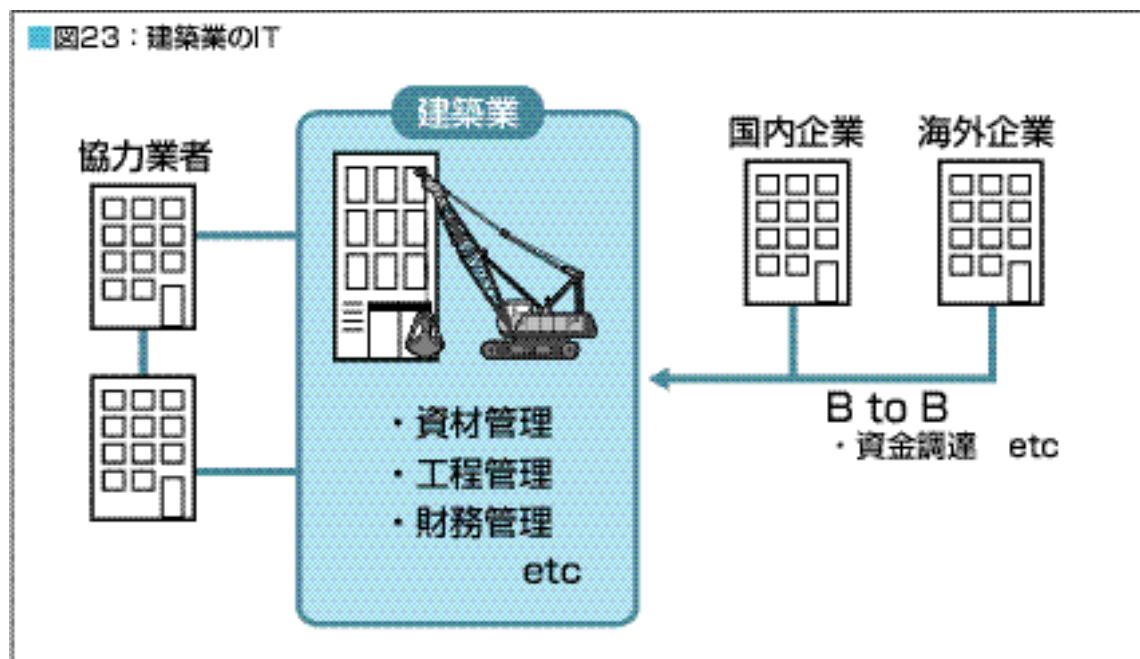 図23：建築業のIT
建築業
協力業者
国内企業
海外企業
・資材管理
・工程管理
・財務管理
etc
B to B
・資金調達 etc